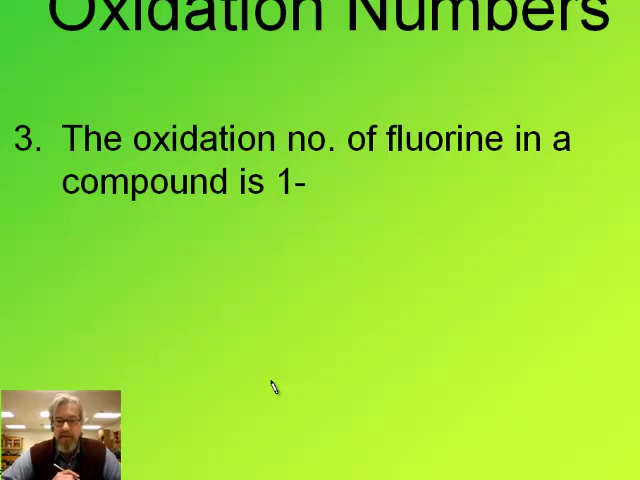 Oxidation Numbers
3. The oxidation no. of fluorine in a
compound is 1-